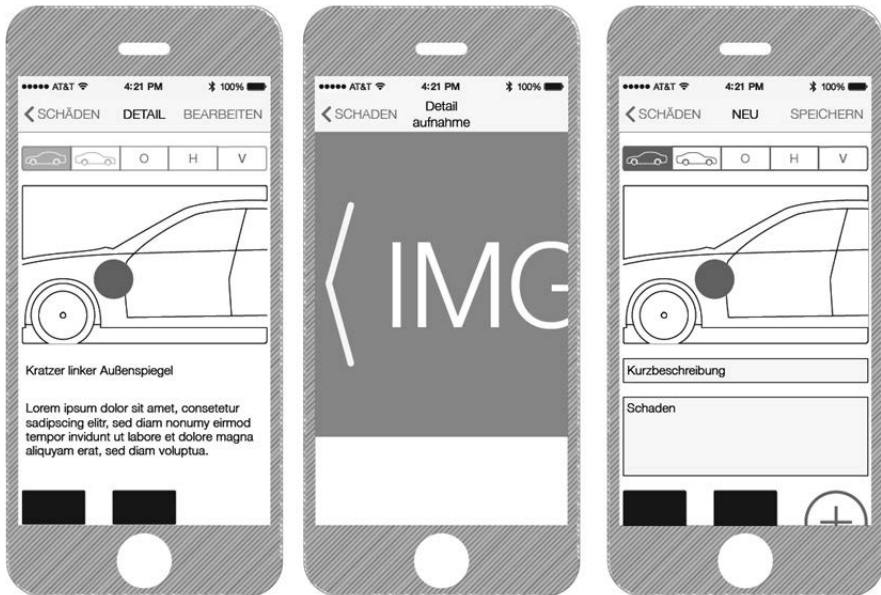 AT&T 4:21 PM 100%
SCHÄDEN DETAIL BEARBEITEN
O H V
Kratzer linker Außenspiegel
Lorem ipsum dolor sit amet, consetetur
sadipscing elitr, sed diam nonumy eirmod
tempor invidunt ut labore et dolore magna
aliquyam erat, sed diam voluptua.
AT&T 4:21 PM 100%
SCHADEN Detail
aufnahme
IMG
AT&T 4:21 PM 100%
SCHÄDEN NEU SPEICHERN
O H V
Kurzbeschreibung
Schaden